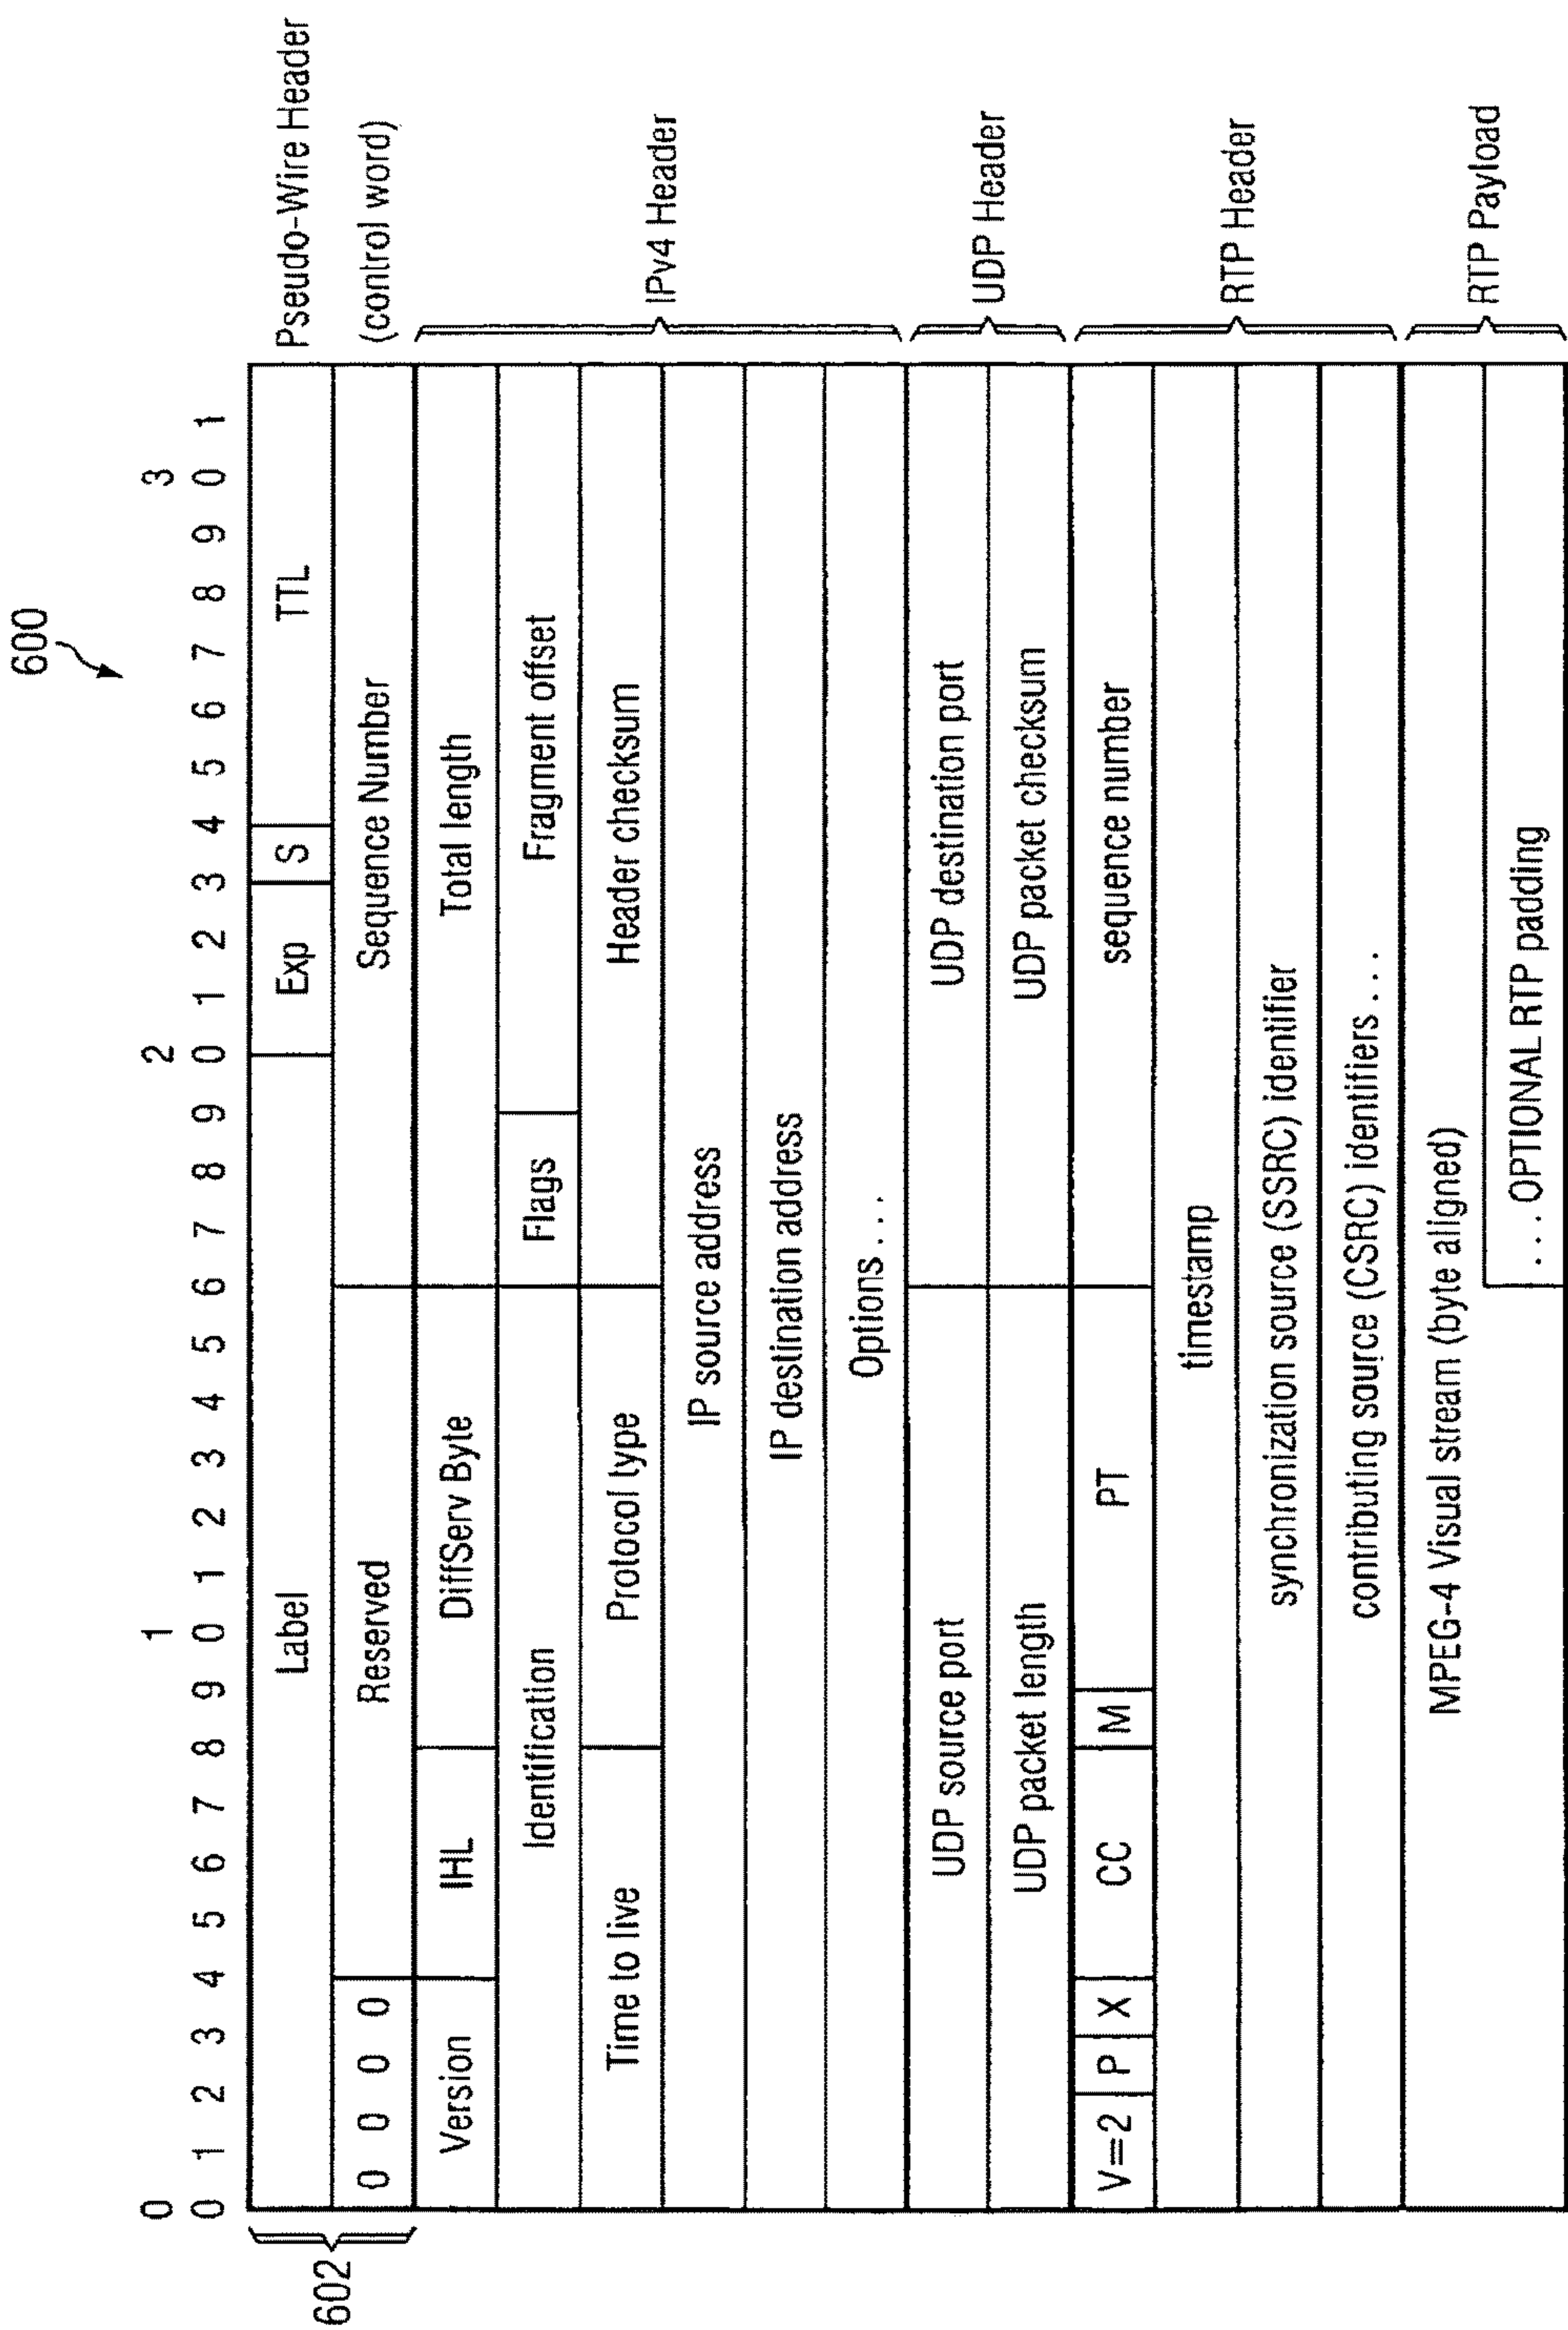 600
0 1 2 3
0 1 2 3 4 5 6 7 8 9 0 1 2 3 4 5 6 7 8 9 0 1 2 3 4 5 6 7 8 9 0 1
602
Label Exp S TTL Pseudo-Wire Header
0 0 0 0 Reserved Sequence Number (control word)
Version IHL DiffServ Byte Total length
Identification Flags Fragment offset
Time to live Protocol type Header checksum
IPv4 Header
IP source address
IP destination address
Options...
UDP source port UDP destination port
UDP Header
UDP packet length UDP packet checksum
V=2 P X CC M PT sequence number
timestamp
RTP Header
synchronization source (SSRC) identifier
contributing source (CSRC) identifiers...
MPEG-4 Visual stream (byte aligned)
RTP Payload
....OPTIONAL RTP padding